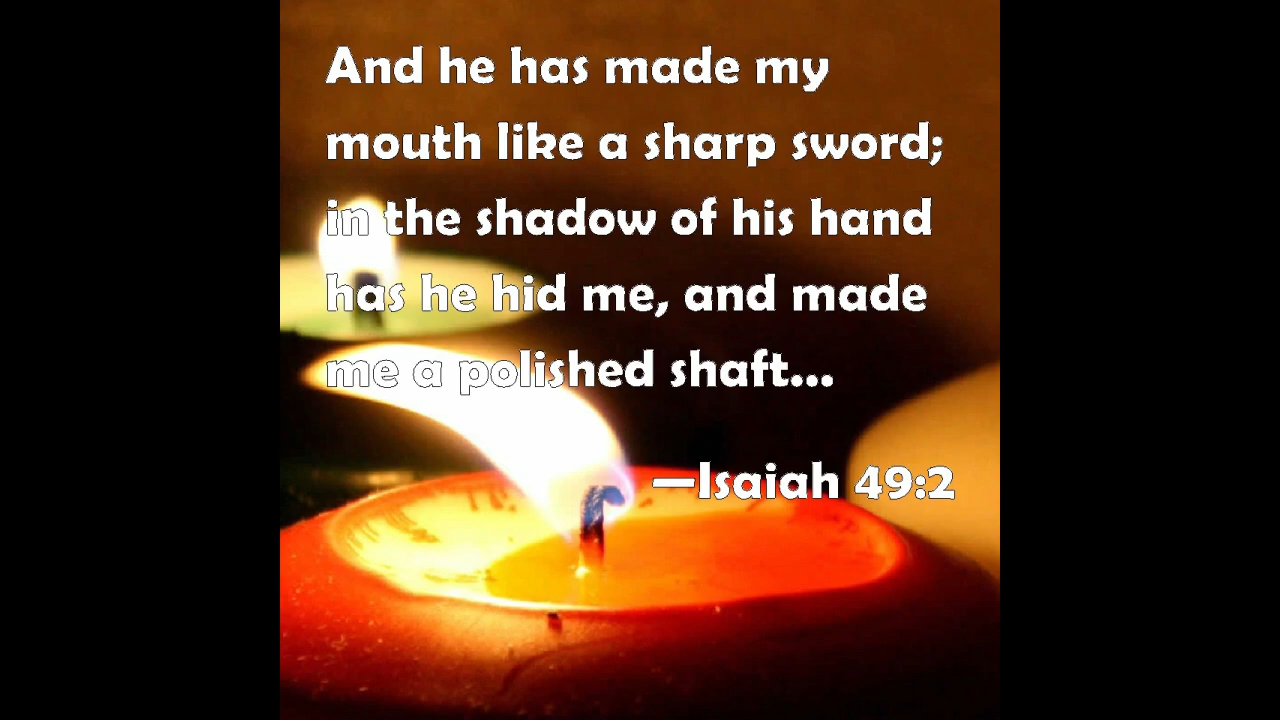 And he has made my
mouth like a sharp sword;
in the shadow of his hand
has he hid me, and made
me a polished shaft...
—Isaiah 49:2